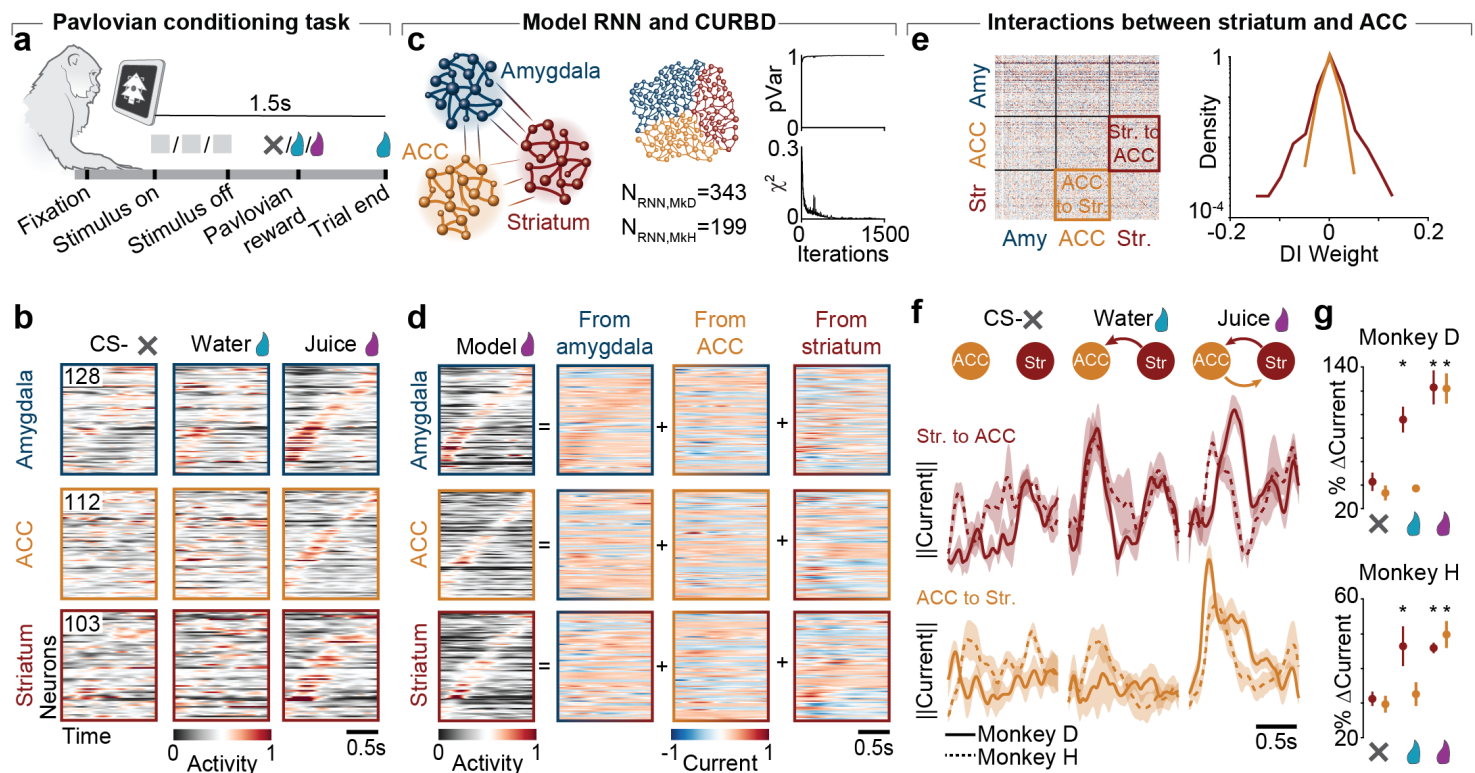 Pavlovian conditioning task
Model RNN and CURBD
Interactions between striatum and ACC
a
1.5s
/ /
/ /
Fixation
Stimulus on
Stimulus off
Pavlovian
reward
Trial end
c
Amygdala
ACC
Striatum
N RNN,MkD=343
N RNN,MkH=199
1
pVar
0
0.3
χ2
0
0
1500
Iterations
e
Amy
ACC
Str
Str. to
ACC
ACC
to Str.
Amy
ACC
Str.
1
Density
10-4
-0.2
0
0.2
DI Weight
b
CS-
Water
Juice
Amygdala
128
ACC
112
Striatum
Neurons
103
Time
0
1
Activity
0.5s
d
Model
From
amygdala
From
ACC
From
striatum
Amygdala
= + +
ACC
= + +
Striatum
= + +
0
1
Activity
-1
1
Current
0.5s
f
CS-
Water
Juice
ACC
Str
ACC
Str
ACC
Str
Str. to ACC
||Current||
ACC to Str.
||Current||
Monkey D
Monkey H
0.5s
g
Monkey D
140
% ΔCurrent
20
* * *
Monkey H
60
% ΔCurrent
20
* * *